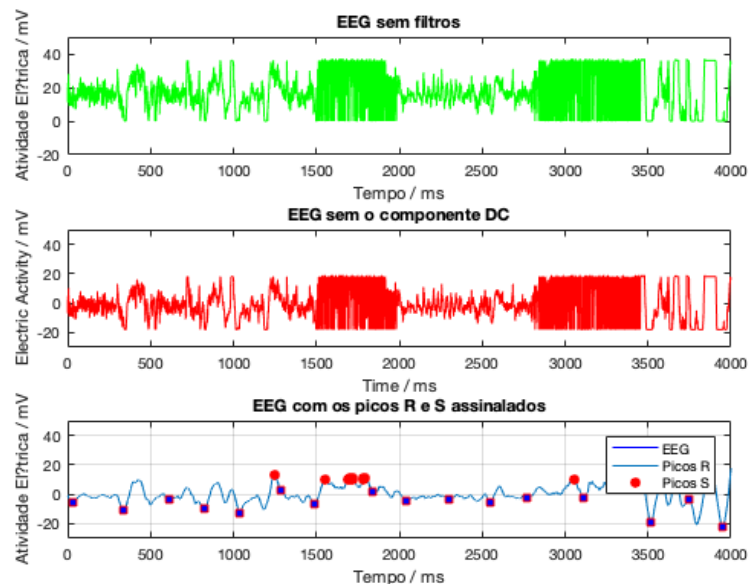 EEG sem filtros
Atividade El?trica / mV
40
20
0
-20
0 500 1000 1500 2000 2500 3000 3500 4000
Tempo / ms
EEG sem o componente DC
Electric Activity / mV
40
20
0
-20
0 500 1000 1500 2000 2500 3000 3500 4000
Time / ms
EEG com os picos R e S assinalados
Atividade El?trica / mV
40
20
0
-20
EEG
Picos R
Picos S
0 500 1000 1500 2000 2500 3000 3500 4000
Tempo / ms